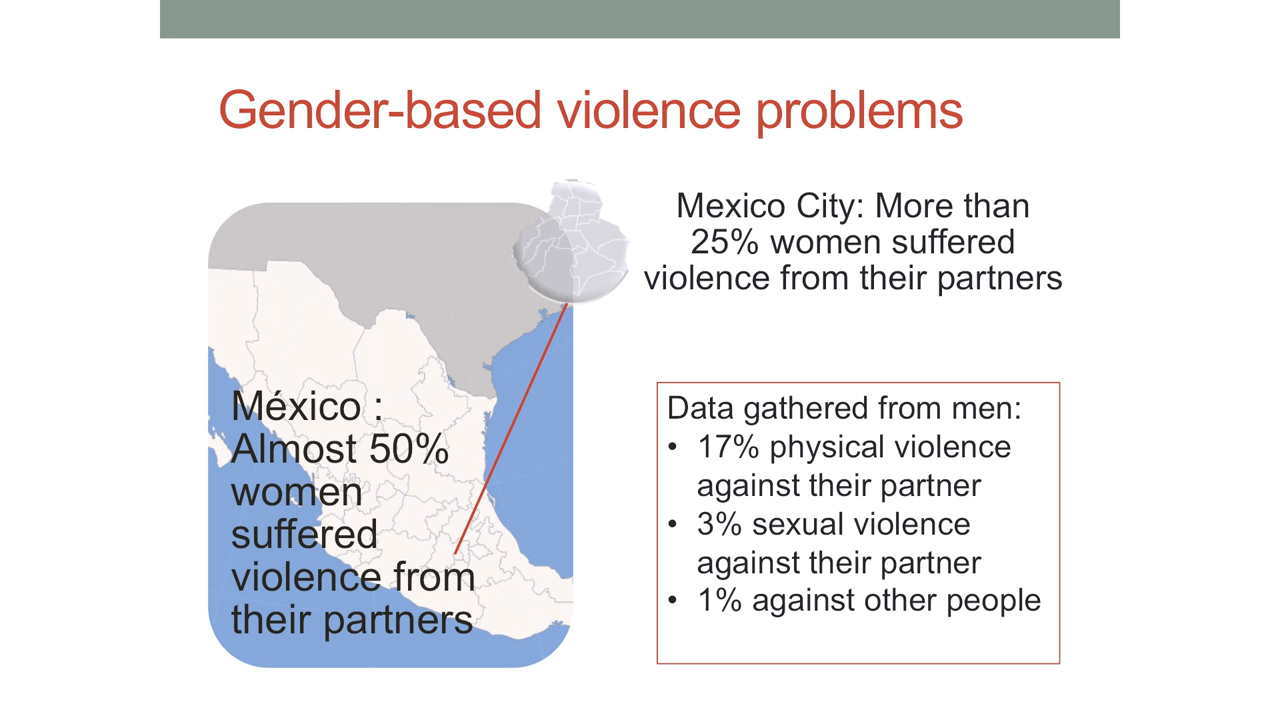 Gender-based violence problems
Mexico City: More than
25% women suffered
violence from their partners
México :
Almost 50%
women
suffered
violence from
their partners
Data gathered from men:
• 17% physical violence
against their partner
• 3% sexual violence
against their partner
• 1% against other people